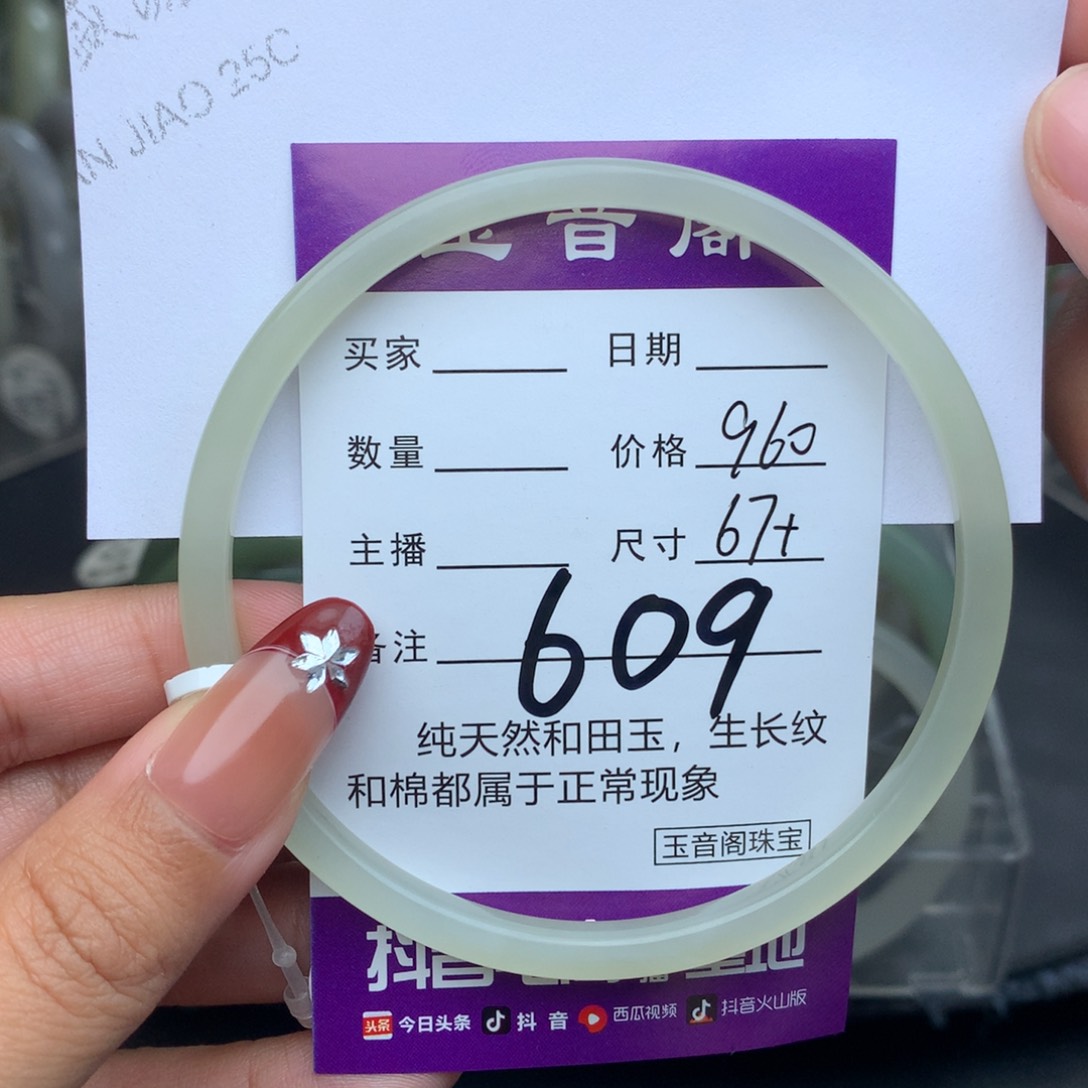 N JIAO 25C
玉音阁
买家 日期
数量 价格 960
主播 尺寸 67+
备注 609
纯天然和田玉，生长纹
和棉都属于正常现象
玉音阁珠宝
抖音
今日头条 抖音 西瓜视频 抖音火山版